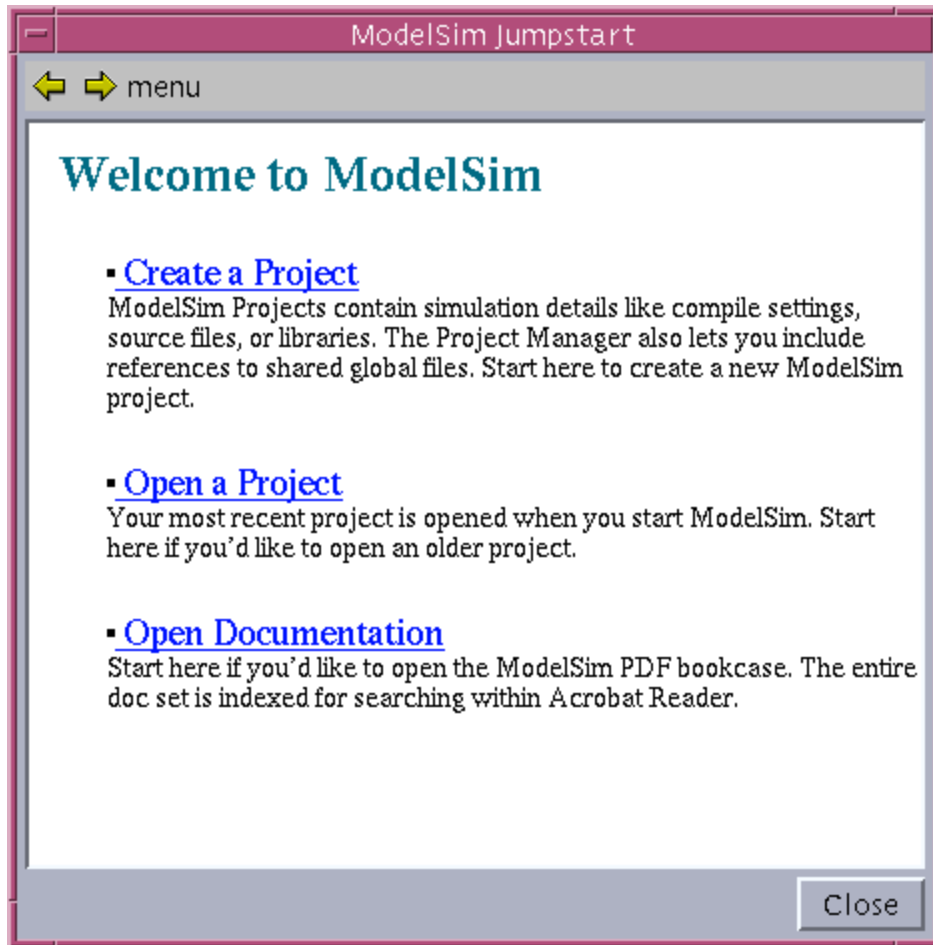 ModelSim Jumpstart
menu
Welcome to ModelSim
▪ Create a Project
ModelSim Projects contain simulation details like compile settings,
source files, or libraries. The Project Manager also lets you include
references to shared global files. Start here to create a new ModelSim
project.
▪ Open a Project
Your most recent project is opened when you start ModelSim. Start
here if you'd like to open an older project.
▪ Open Documentation
Start here if you'd like to open the ModelSim PDF bookcase. The entire
doc set is indexed for searching within Acrobat Reader.
Close